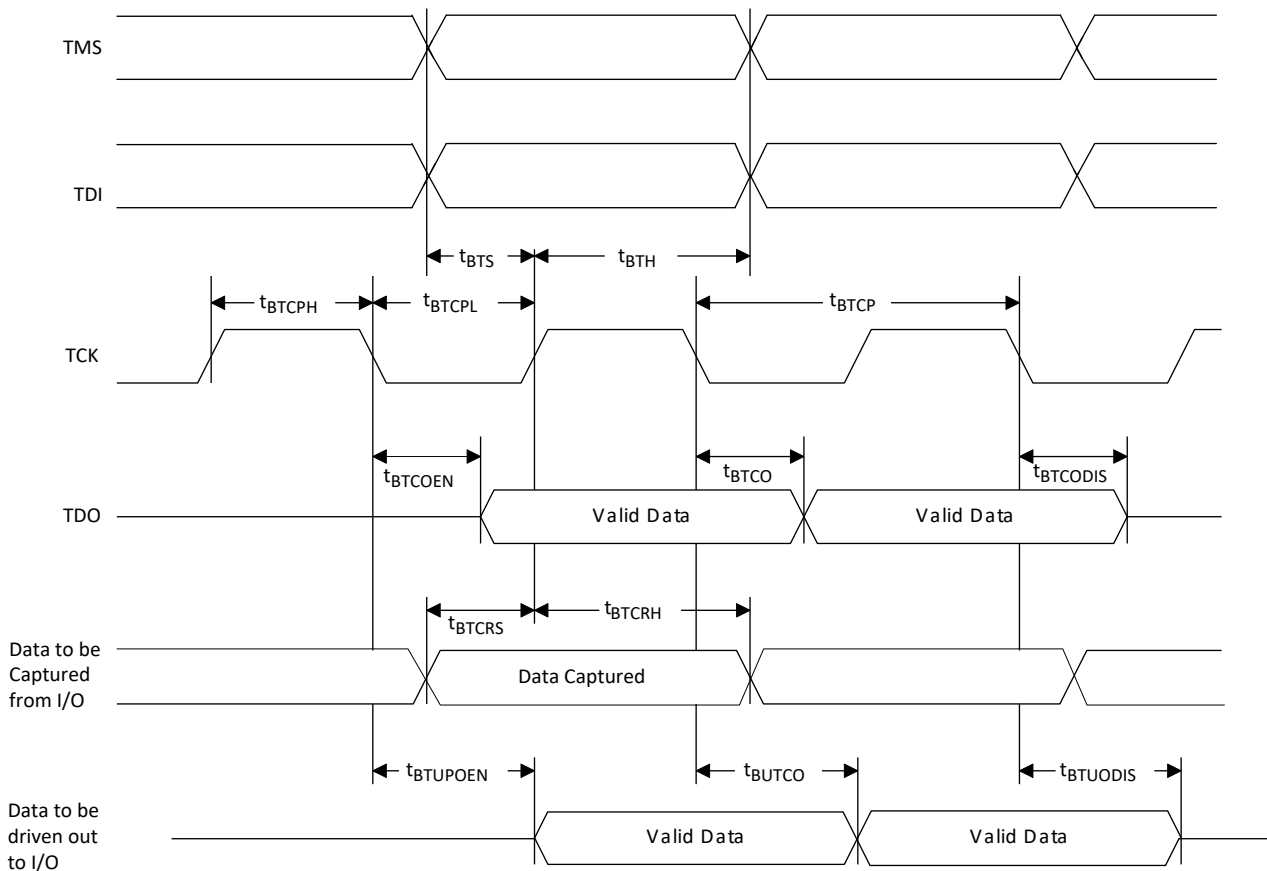 TMS
TDI
tBTS
tBTH
tBTCPH
tBTCPL
tBTCP
TCK
tBTCOEN
tBTCO
tBTCODIS
TDO
Valid Data
Valid Data
tBTCRS
tBTCRH
Data to be
Captured
from I/O
Data Captured
tBTUPOEN
tBUTCO
tBTUODIS
Data to be
driven out
to I/O
Valid Data
Valid Data